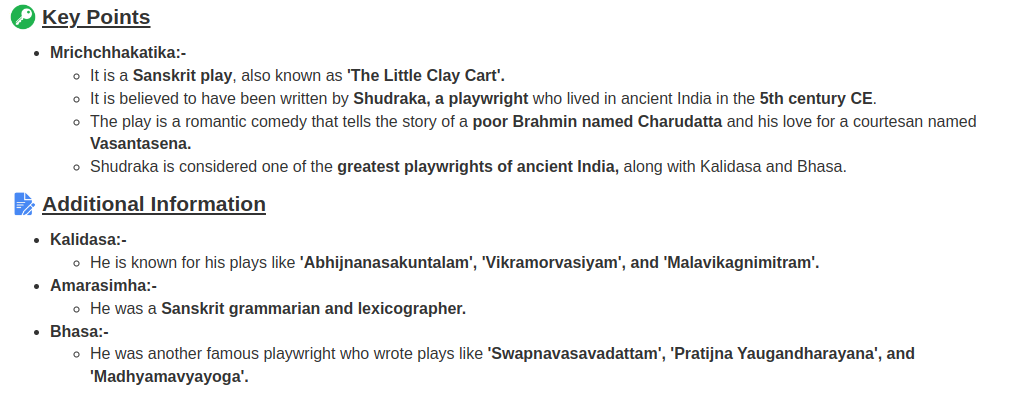 Key Points
Mrichchhakatika:-
It is a Sanskrit play, also known as 'The Little Clay Cart'.
It is believed to have been written by Shudraka, a playwright who lived in ancient India in the 5th century CE.
The play is a romantic comedy that tells the story of a poor Brahmin named Charudatta and his love for a courtesan named
Vasantasena.
Shudraka is considered one of the greatest playwrights of ancient India, along with Kalidasa and Bhasa.
Additional Information
Kalidasa:-
He is known for his plays like 'Abhijnanasakuntalam', 'Vikramorvasiyam', and 'Malavikagnimitram'.
Amarasimha:-
He was a Sanskrit grammarian and lexicographer.
Bhasa:-
He was another famous playwright who wrote plays like 'Swapnavasavadattam', 'Pratijna Yaugandharayana', and
'Madhyamavyayoga'.